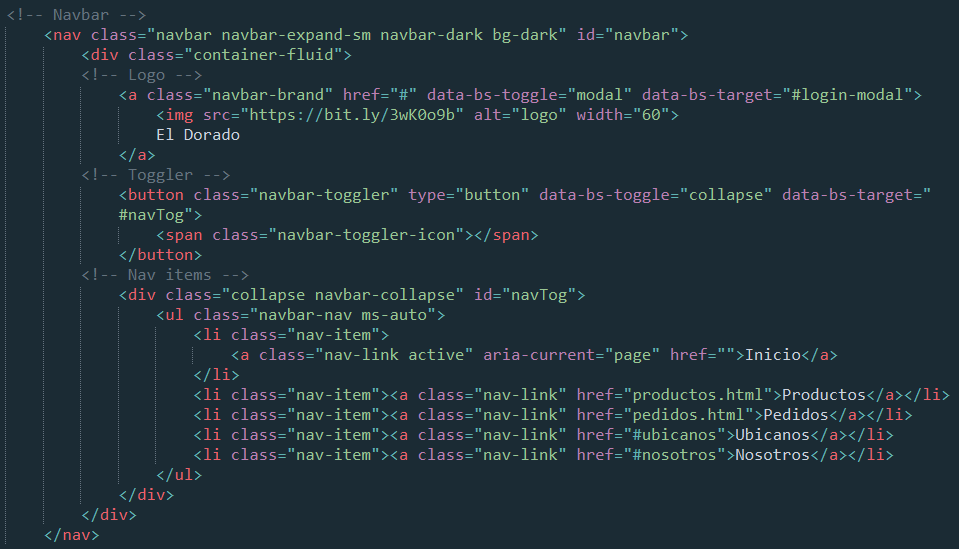 <!-- Navbar -->
<nav class="navbar navbar-expand-sm navbar-dark bg-dark" id="navbar">
<div class="container-fluid">
<!-- Logo -->
<a class="navbar-brand" href="#" data-bs-toggle="modal" data-bs-target="#login-modal">
<img src="https://bit.ly/3wK0o9b" alt="logo" width="60">
El Dorado
</a>
<!-- Toggler -->
<button class="navbar-toggler" type="button" data-bs-toggle="collapse" data-bs-target="
#navTog">
<span class="navbar-toggler-icon"></span>
</button>
<!-- Nav items -->
<div class="collapse navbar-collapse" id="navTog">
<ul class="navbar-nav ms-auto">
<li class="nav-item">
<a class="nav-link active" aria-current="page" href="">Inicio</a>
</li>
<li class="nav-item"><a class="nav-link" href="productos.html">Productos</a></li>
<li class="nav-item"><a class="nav-link" href="pedidos.html">Pedidos</a></li>
<li class="nav-item"><a class="nav-link" href="#ubicanos">Ubicanos</a></li>
<li class="nav-item"><a class="nav-link" href="#nosotros">Nosotros</a></li>
</ul>
</div>
</div>
</nav>